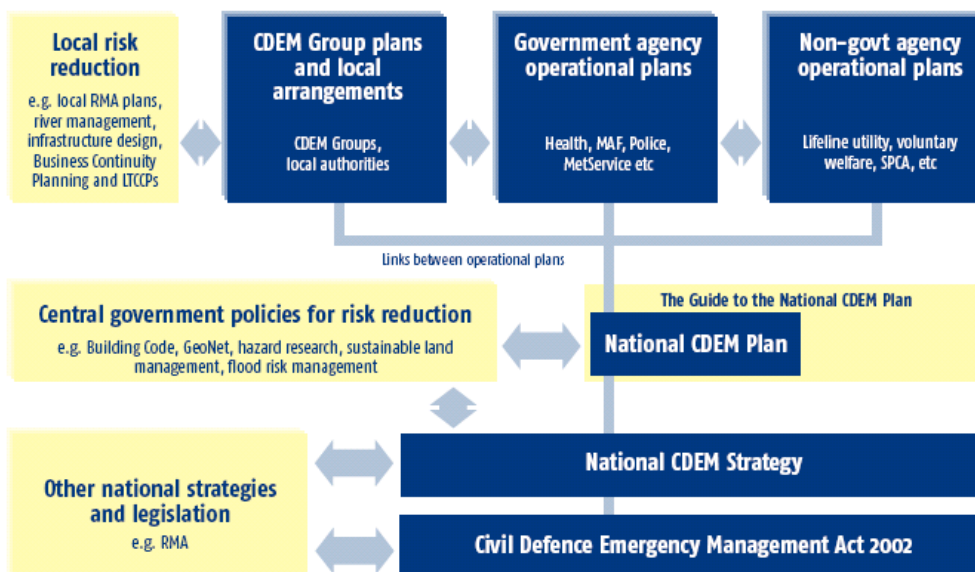 Local risk
reduction
e.g. local RMA plans,
river management,
infrastructure design,
Business Continuity
Planning and LTCCPs
CDEM Group plans
and local
arrangements
CDEM Groups,
local authorities
Government agency
operational plans
Health, MAF, Police,
MetService etc
Non-govt agency
operational plans
Lifeline utility, voluntary
welfare, SPCA, etc
Links between operational plans
Central government policies for risk reduction
e.g. Building Code, GeoNet, hazard research, sustainable land
management, flood risk management
The Guide to the National CDEM Plan
National CDEM Plan
Other national strategies
and legislation
e.g. RMA
National CDEM Strategy
Civil Defence Emergency Management Act 2002